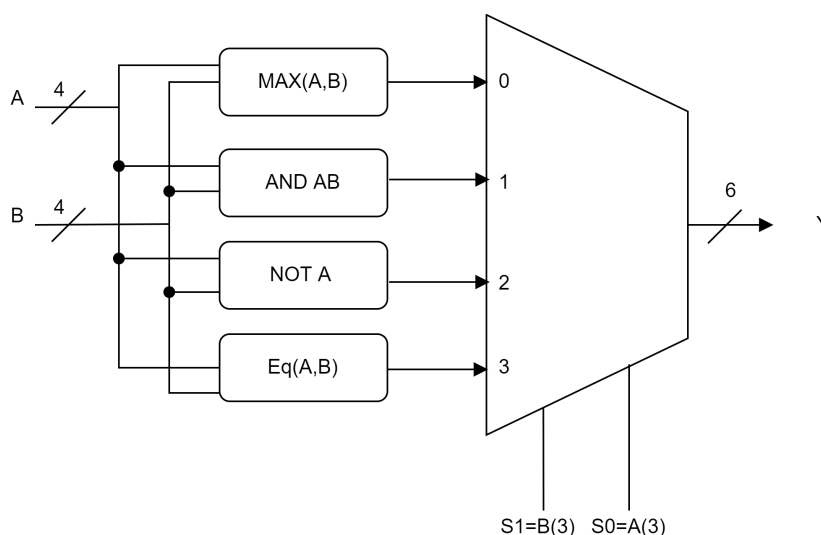 A
4
B
4
MAX(A,B)
AND AB
NOT A
Eq(A,B)
0
1
2
3
6
S1=B(3) S0=A(3)